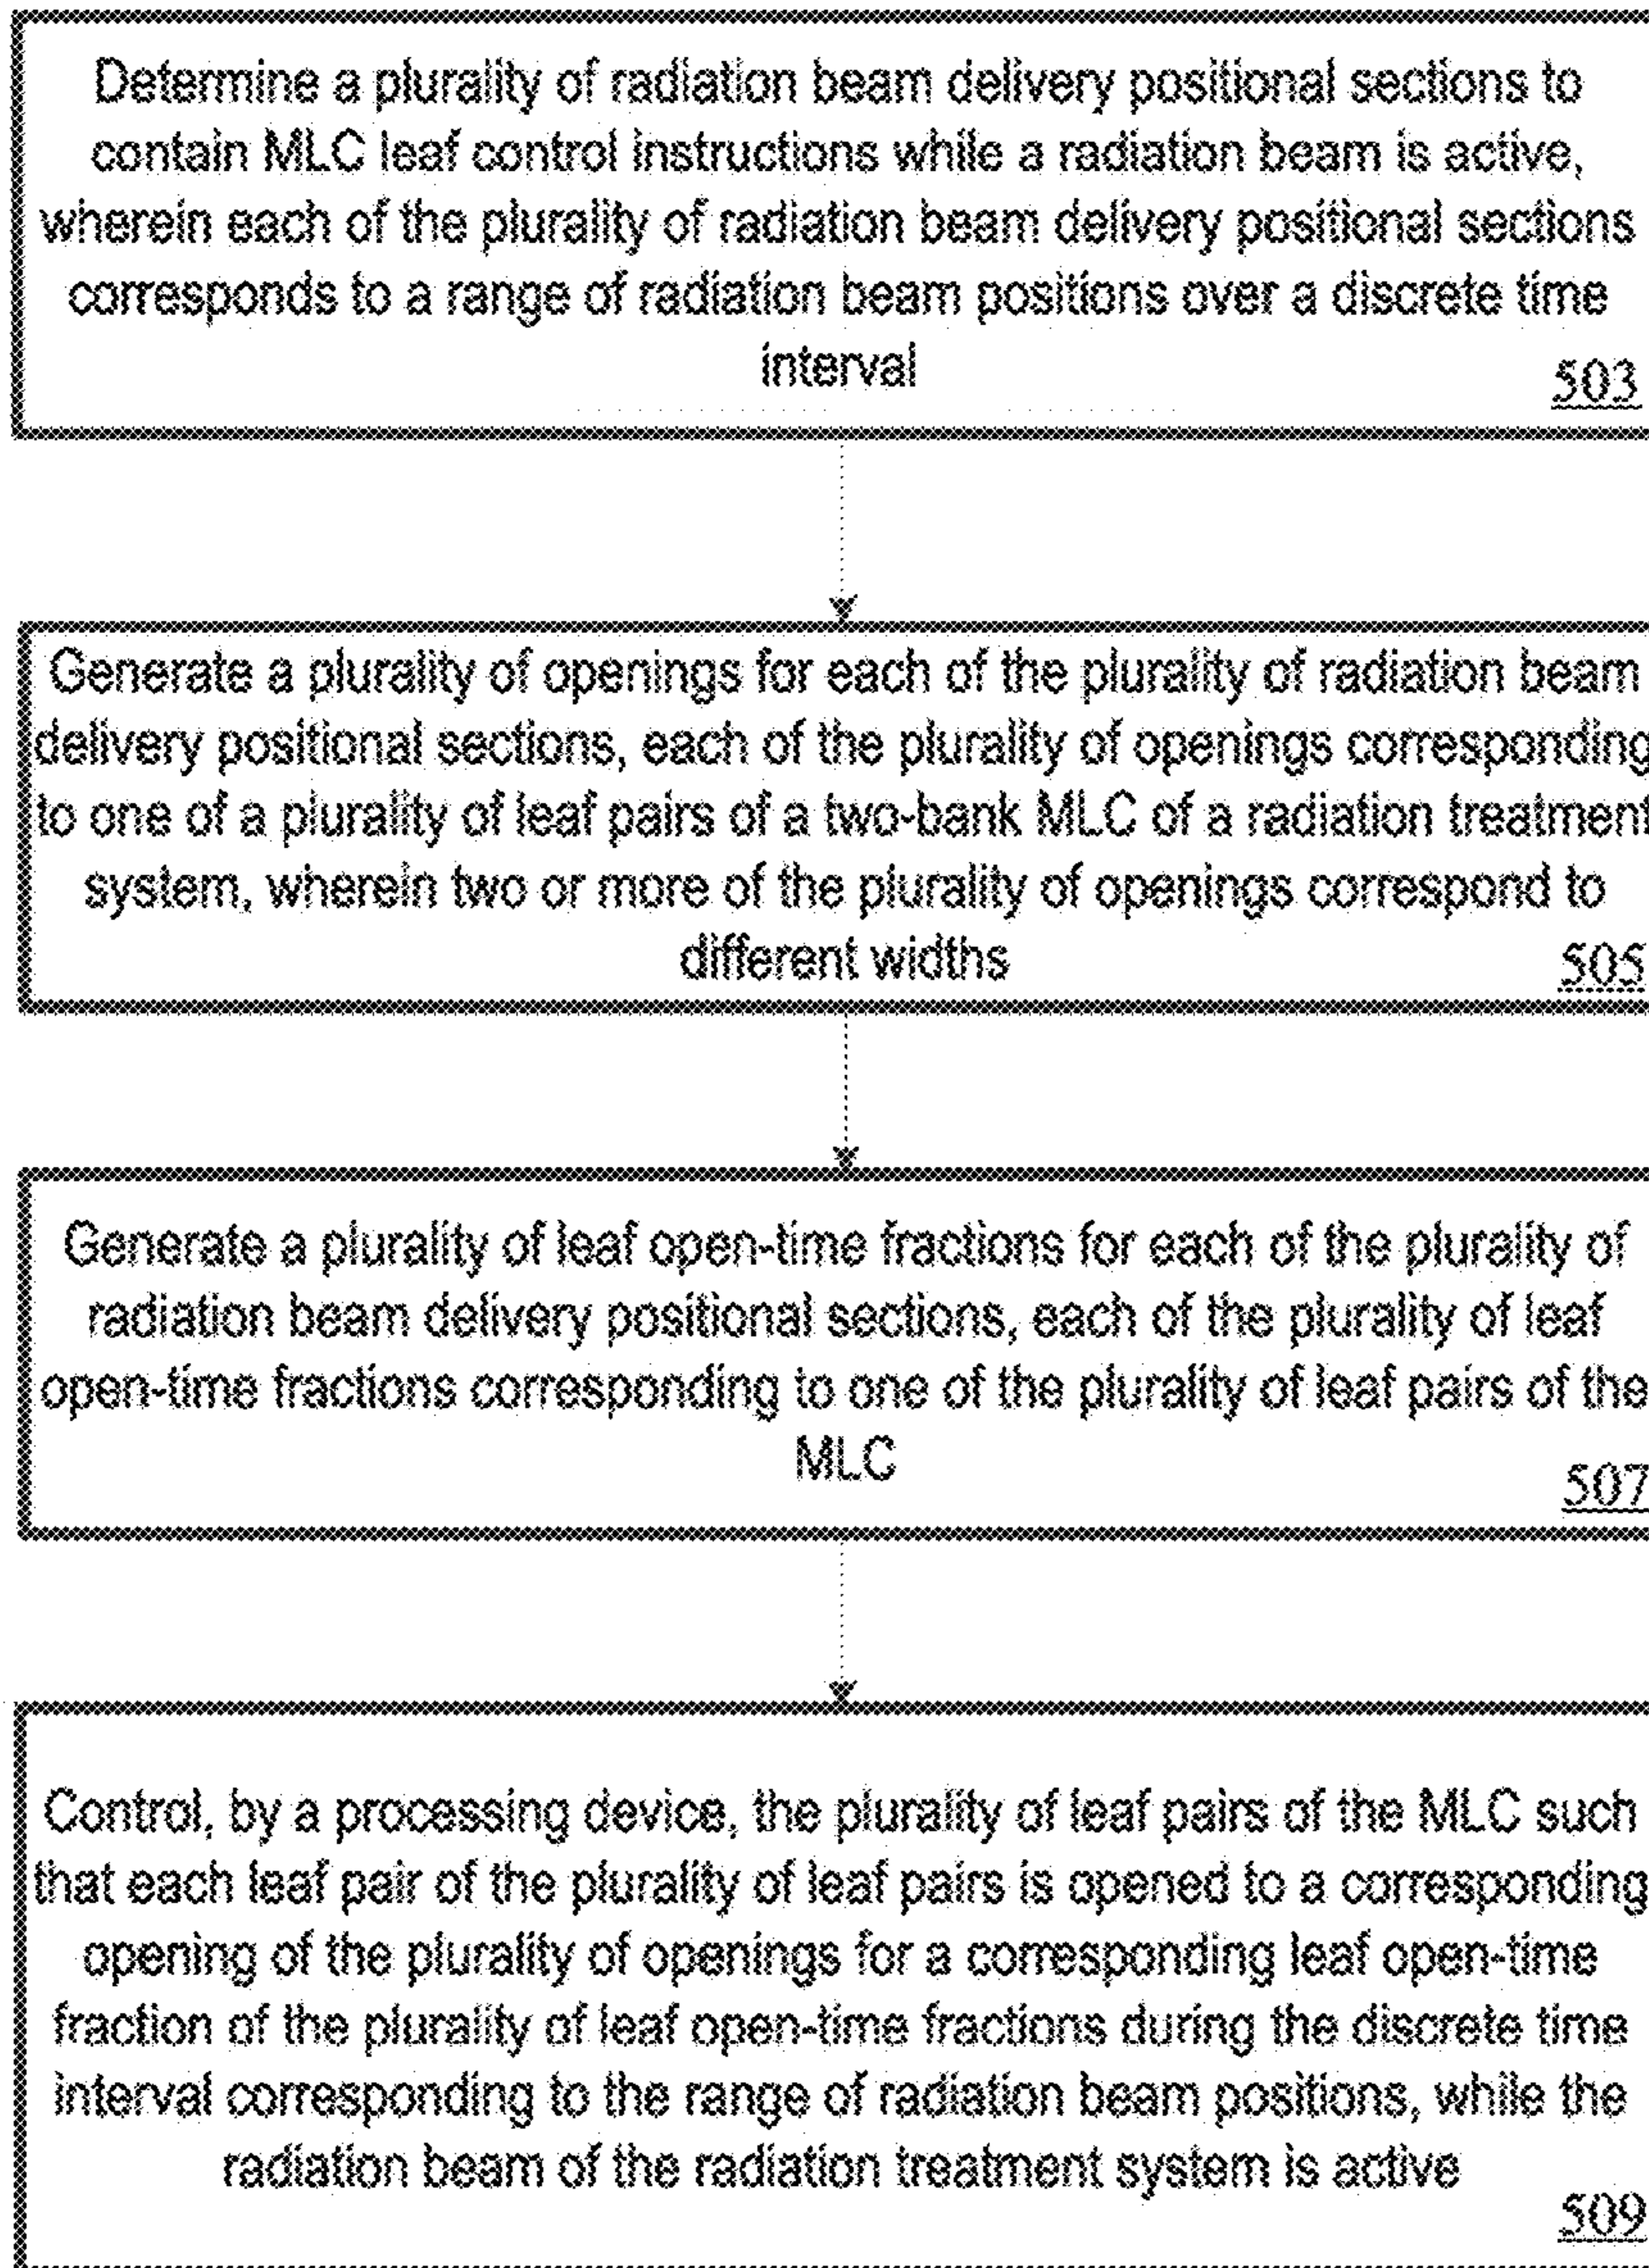 Determine a plurality of radiation beam delivery positional sections to
contain MLC leaf control instructions while a radiation beam is active,
wherein each of the plurality of radiation beam delivery positional sections
corresponds to a range of radiation beam positions over a discrete time
interval
503
Generate a plurality of openings for each of the plurality of radiation beam
delivery positional sections, each of the plurality of openings corresponding
to one of a plurality of leaf pairs of a two-bank MLC of a radiation treatment
system, wherein two or more of the plurality of openings correspond to
different widths
505
Generate a plurality of leaf open-time fractions for each of the plurality of
radiation beam delivery positional sections, each of the plurality of leaf
open-time fractions corresponding to one of the plurality of leaf pairs of the
MLC
507
Control, by a processing device, the plurality of leaf pairs of the MLC such
that each leaf pair of the plurality of leaf pairs is opened to a corresponding
opening of the plurality of openings for a corresponding leaf open-time
fraction of the plurality of leaf open-time fractions during the discrete time
interval corresponding to the range of radiation beam positions, while the
radiation beam of the radiation treatment system is active
509